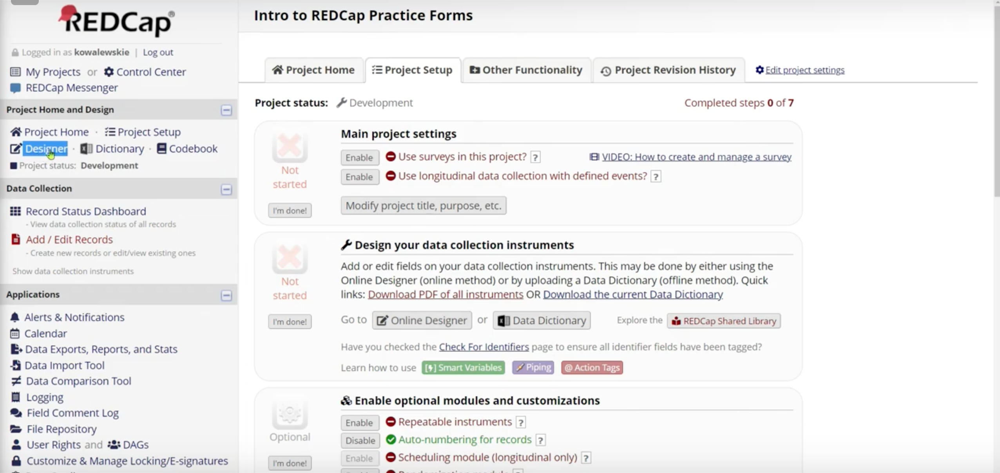 REDCap®
Logged in as kowalewskie | Log out
My Projects or Control Center
REDCap Messenger
Project Home and Design
Project Home · Project Setup
Designer · Dictionary · Codebook
Project status: Development
Data Collection
Record Status Dashboard
- View data collection status of all records
Add / Edit Records
- Create new records or edit/view existing ones
Show data collection instruments
Applications
Alerts & Notifications
Calendar
Data Exports, Reports, and Stats
Data Import Tool
Data Comparison Tool
Logging
Field Comment Log
File Repository
User Rights and DAGs
Customize & Manage Locking/E-signatures
Intro to REDCap Practice Forms
Project Home
Project Setup
Other Functionality
Project Revision History
Edit project settings
Project status: Development
Completed steps 0 of 7
Not
started
I'm done!
Main project settings
Enable Use surveys in this project? ? VIDEO: How to create and manage a survey
Enable Use longitudinal data collection with defined events? ?
Modify project title, purpose, etc.
Not
started
I'm done!
Design your data collection instruments
Add or edit fields on your data collection instruments. This may be done by either using the
Online Designer (online method) or by uploading a Data Dictionary (offline method). Quick
links: Download PDF of all instruments OR Download the current Data Dictionary
Go to Online Designer or Data Dictionary Explore the REDCap Shared Library
Have you checked the Check For Identifiers page to ensure all identifier fields have been tagged?
Learn how to use Smart Variables Piping @ Action Tags
Optional
I'm done!
Enable optional modules and customizations
Enable Repeatable instruments ?
Disable Auto-numbering for records ?
Enable Scheduling module (longitudinal only) ?